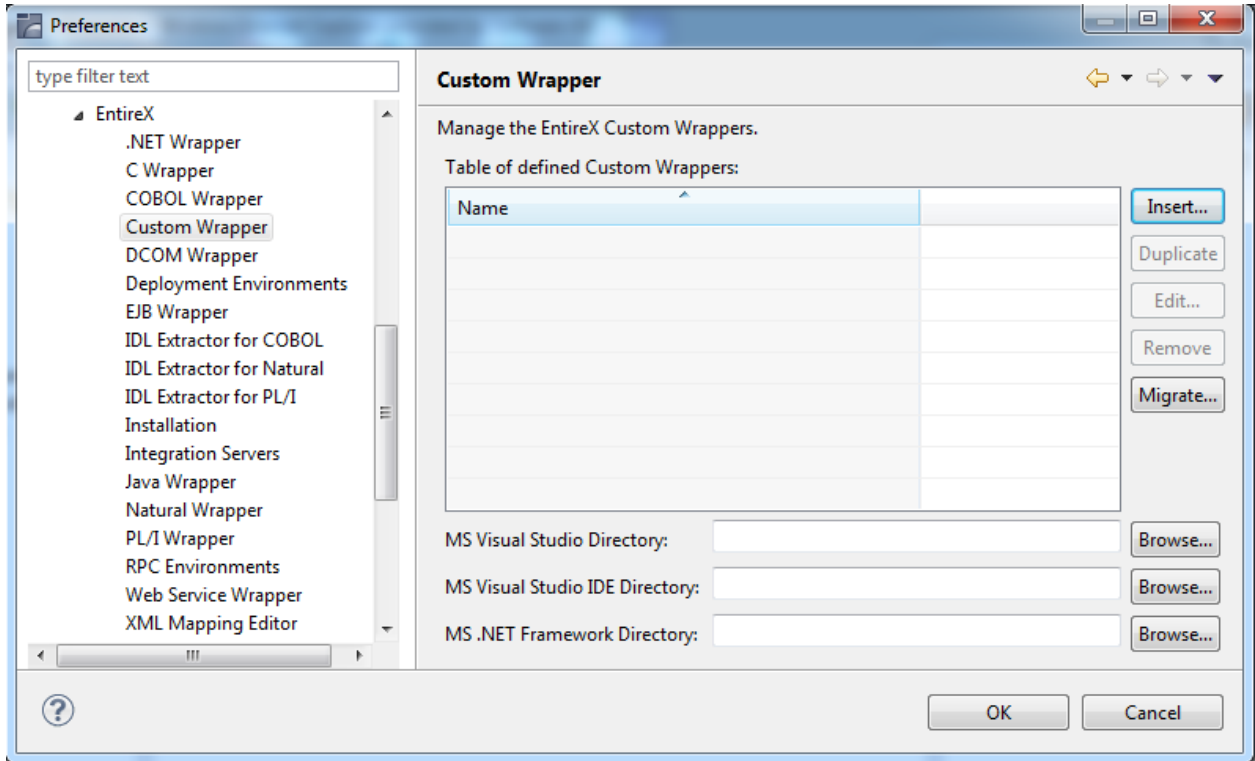 Preferences
type filter text
EntireX
.NET Wrapper
C Wrapper
COBOL Wrapper
Custom Wrapper
DCOM Wrapper
Deployment Environments
EJB Wrapper
IDL Extractor for COBOL
IDL Extractor for Natural
IDL Extractor for PL/I
Installation
Integration Servers
Java Wrapper
Natural Wrapper
PL/I Wrapper
RPC Environments
Web Service Wrapper
XML Mapping Editor
Custom Wrapper
Manage the EntireX Custom Wrappers.
Table of defined Custom Wrappers:
Name
Insert...
Duplicate
Edit...
Remove
Migrate...
MS Visual Studio Directory:
Browse...
MS Visual Studio IDE Directory:
Browse...
MS .NET Framework Directory:
Browse...
OK
Cancel